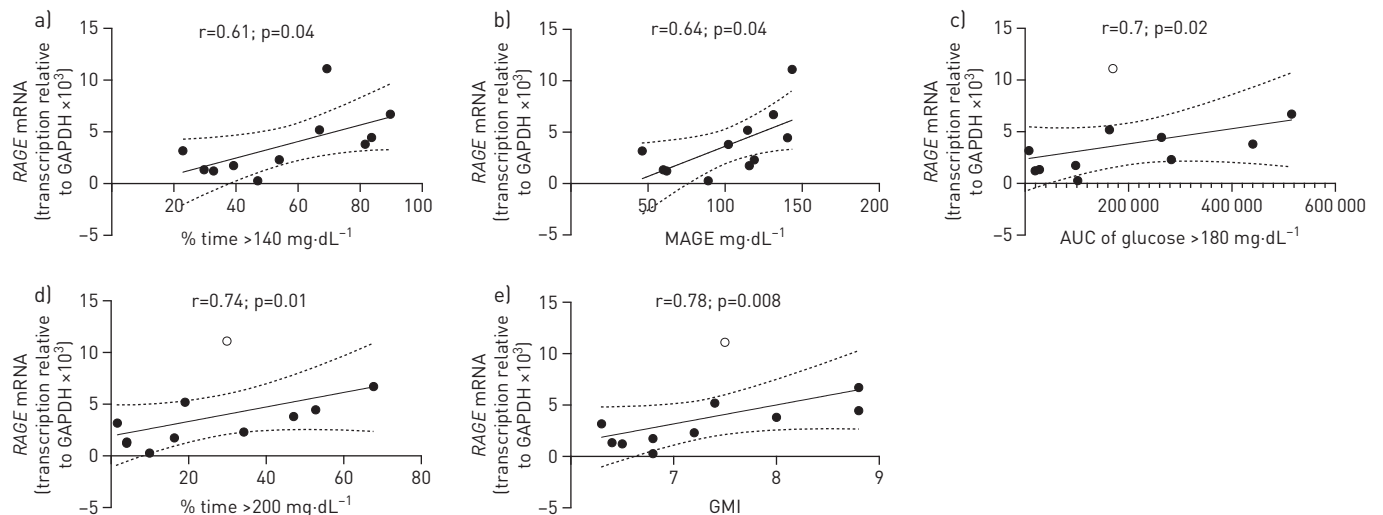 a)
r=0.61; p=0.04
RAGE mRNA
(transcription relative
to GAPDH ×10³)
15
10
5
0
−5
20 40 60 80 100
% time >140 mg·dL⁻¹
b)
r=0.64; p=0.04
RAGE mRNA
(transcription relative
to GAPDH ×10³)
15
10
5
0
−5
50 100 150 200
MAGE mg·dL⁻¹
c)
r=0.7; p=0.02
RAGE mRNA
(transcription relative
to GAPDH ×10³)
15
10
5
0
−5
200 000 400 000 600 000
AUC of glucose >180 mg·dL⁻¹
d)
r=0.74; p=0.01
RAGE mRNA
(transcription relative
to GAPDH ×10³)
15
10
5
0
−5
20 40 60 80
% time >200 mg·dL⁻¹
e)
r=0.78; p=0.008
RAGE mRNA
(transcription relative
to GAPDH ×10³)
15
10
5
0
−5
7 8 9
GMI